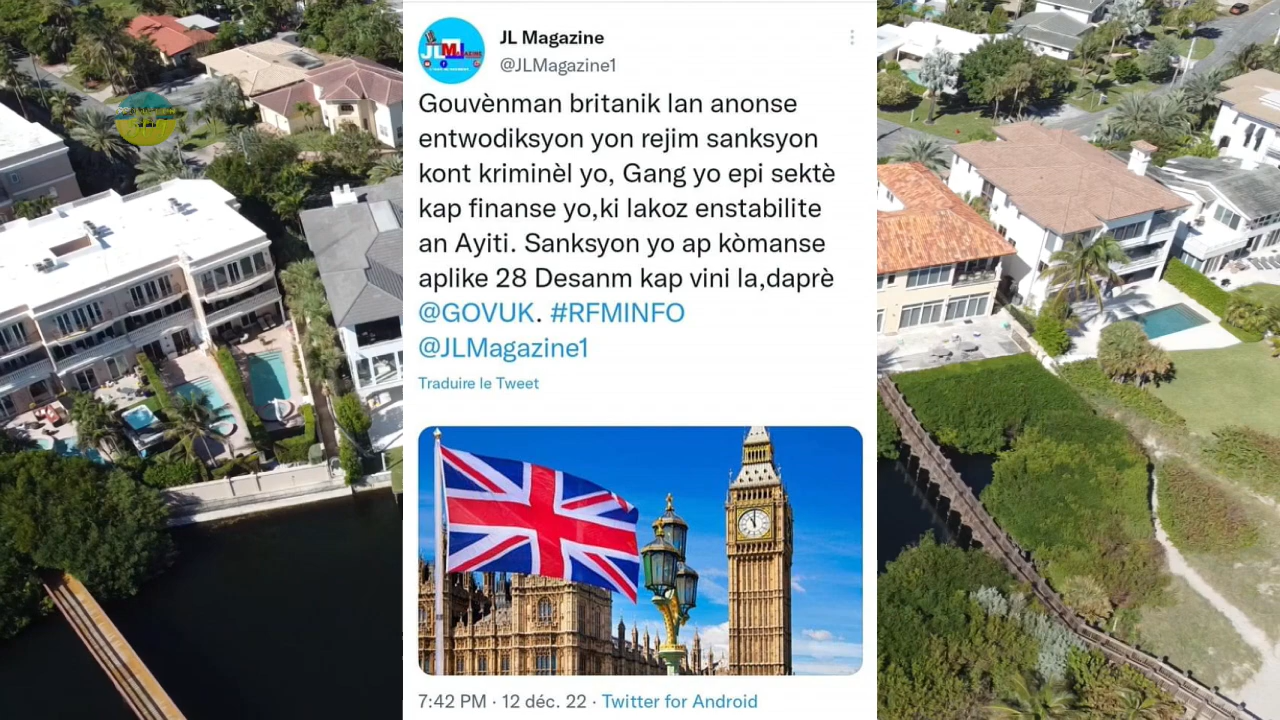 JL Magazine
@JLMagazine1
Gouvènman britanik lan anonse
entwodiksyon yon rejim sanksyon
kont kriminèl yo, Gang yo epi sektè
kap finanse yo,ki lakoz enstabilite
an Ayiti. Sanksyon yo ap kòmanse
aplike 28 Desanm kap vini la,daprè
@GOVUK. #RFMINFO
@JLMagazine1
Traduire le Tweet
7:42 PM · 12 déc. 22 · Twitter for Android